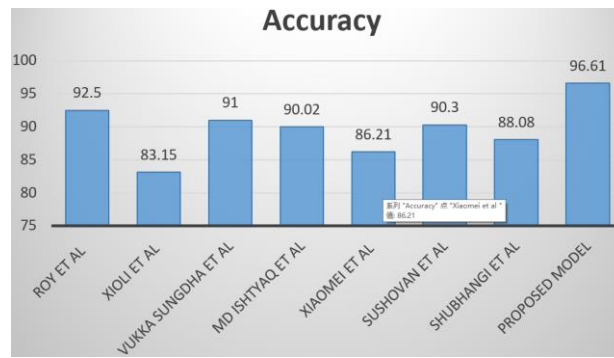 Accuracy
100
95
90
85
80
75
92.5
83.15
91
90.02
86.21
90.3
88.08
96.61
系列 "Accuracy" 点 "Xiaomei et al "
值: 86.21
ROY ET AL
XIOLI ET AL
VUKKA SUNGDHA ET AL
MD ISHTYAQ ET AL
XIAOMEI ET AL
SUSHOVAN ET AL
SHUBHANGI ET AL
PROPOSED MODEL